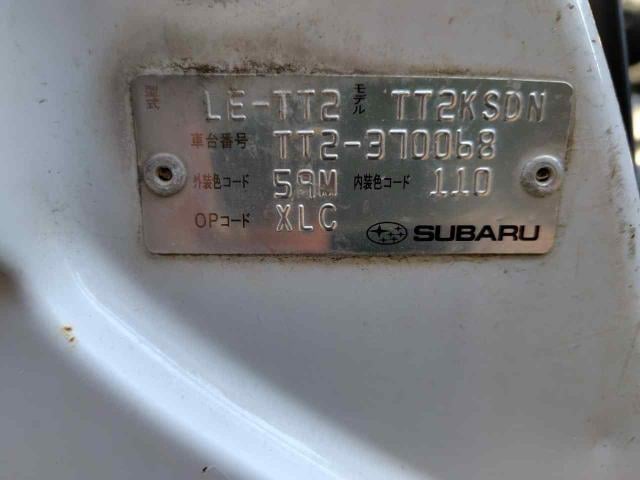 型式 LE-TT2 モデル TT2KSDN
車台番号 TT2-370068
外装色コード 59M 内装色コード 110
OPコード XLC SUBARU